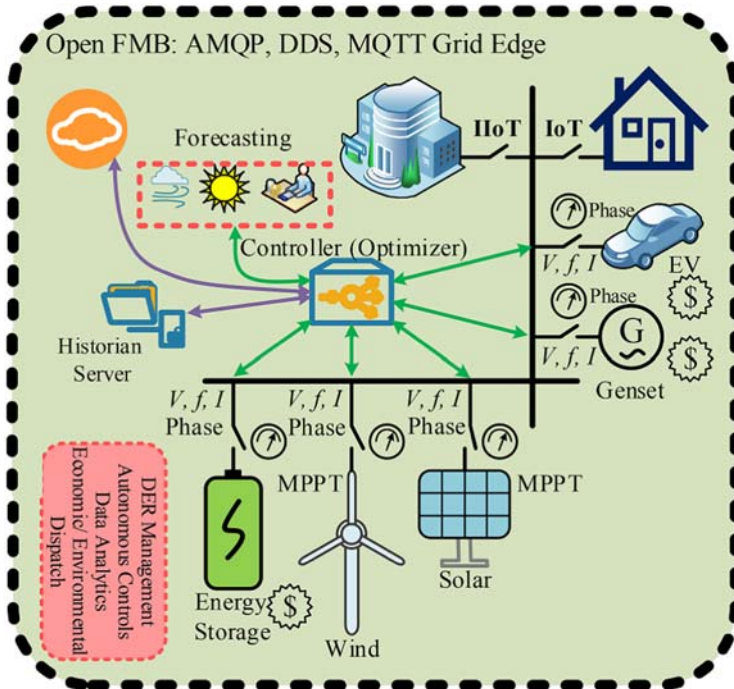 Open FMB: AMQP, DDS, MQTT Grid Edge
Forecasting
IIoT
IoT
Controller (Optimizer)
Phase
V, f, I
EV
$
Phase
V, f, I
G
Genset
$
Historian
Server
V, f, I
Phase
V, f, I
Phase
V, f, I
Phase
MPPT
MPPT
Energy
Storage
$
Wind
Solar
DER Management
Autonomous Controls
Data Analytics
Economic/ Environmental
Dispatch